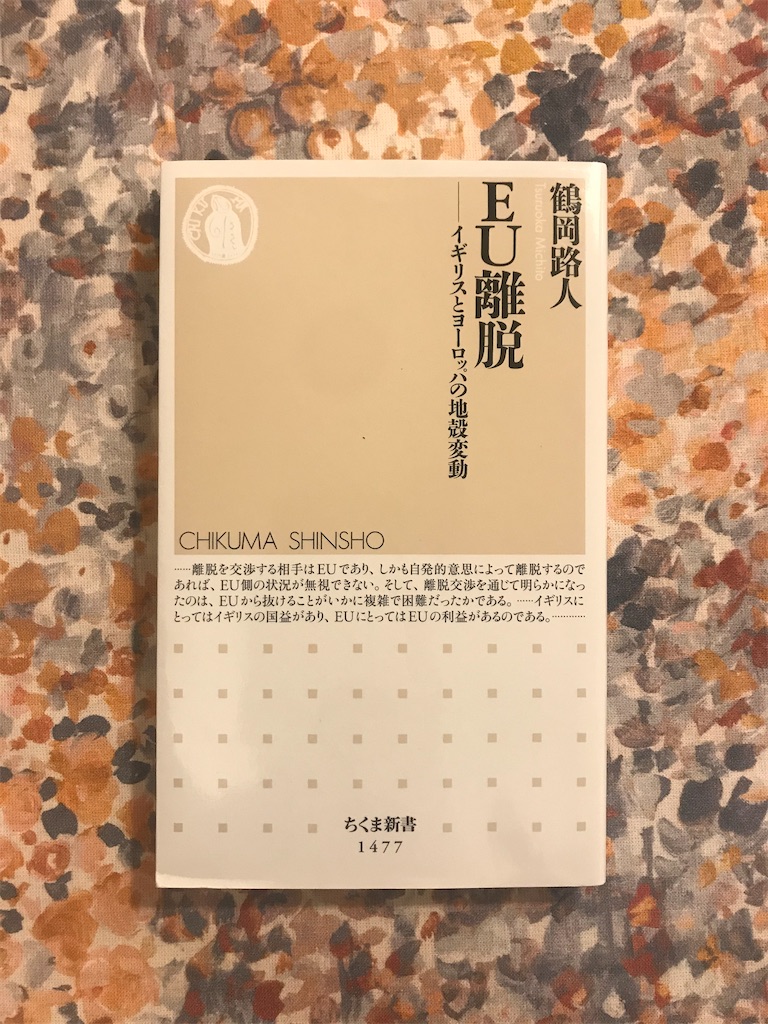 鶴岡路人
Tsuruoka Michito
EU離脱
──イギリスとヨーロッパの地殻変動
CHIKUMA SHINSHO
……離脱を交渉する相手はEUであり、しかも自発的意思によって離脱するので
あれば、EU側の状況が無視できない。そして、離脱交渉を通じて明らかになっ
たのは、EUから抜けることがいかに複雑で困難だったかである。……イギリスに
とってはイギリスの国益があり、EUにとってはEUの利益があるのである。…………
ちくま新書
1477